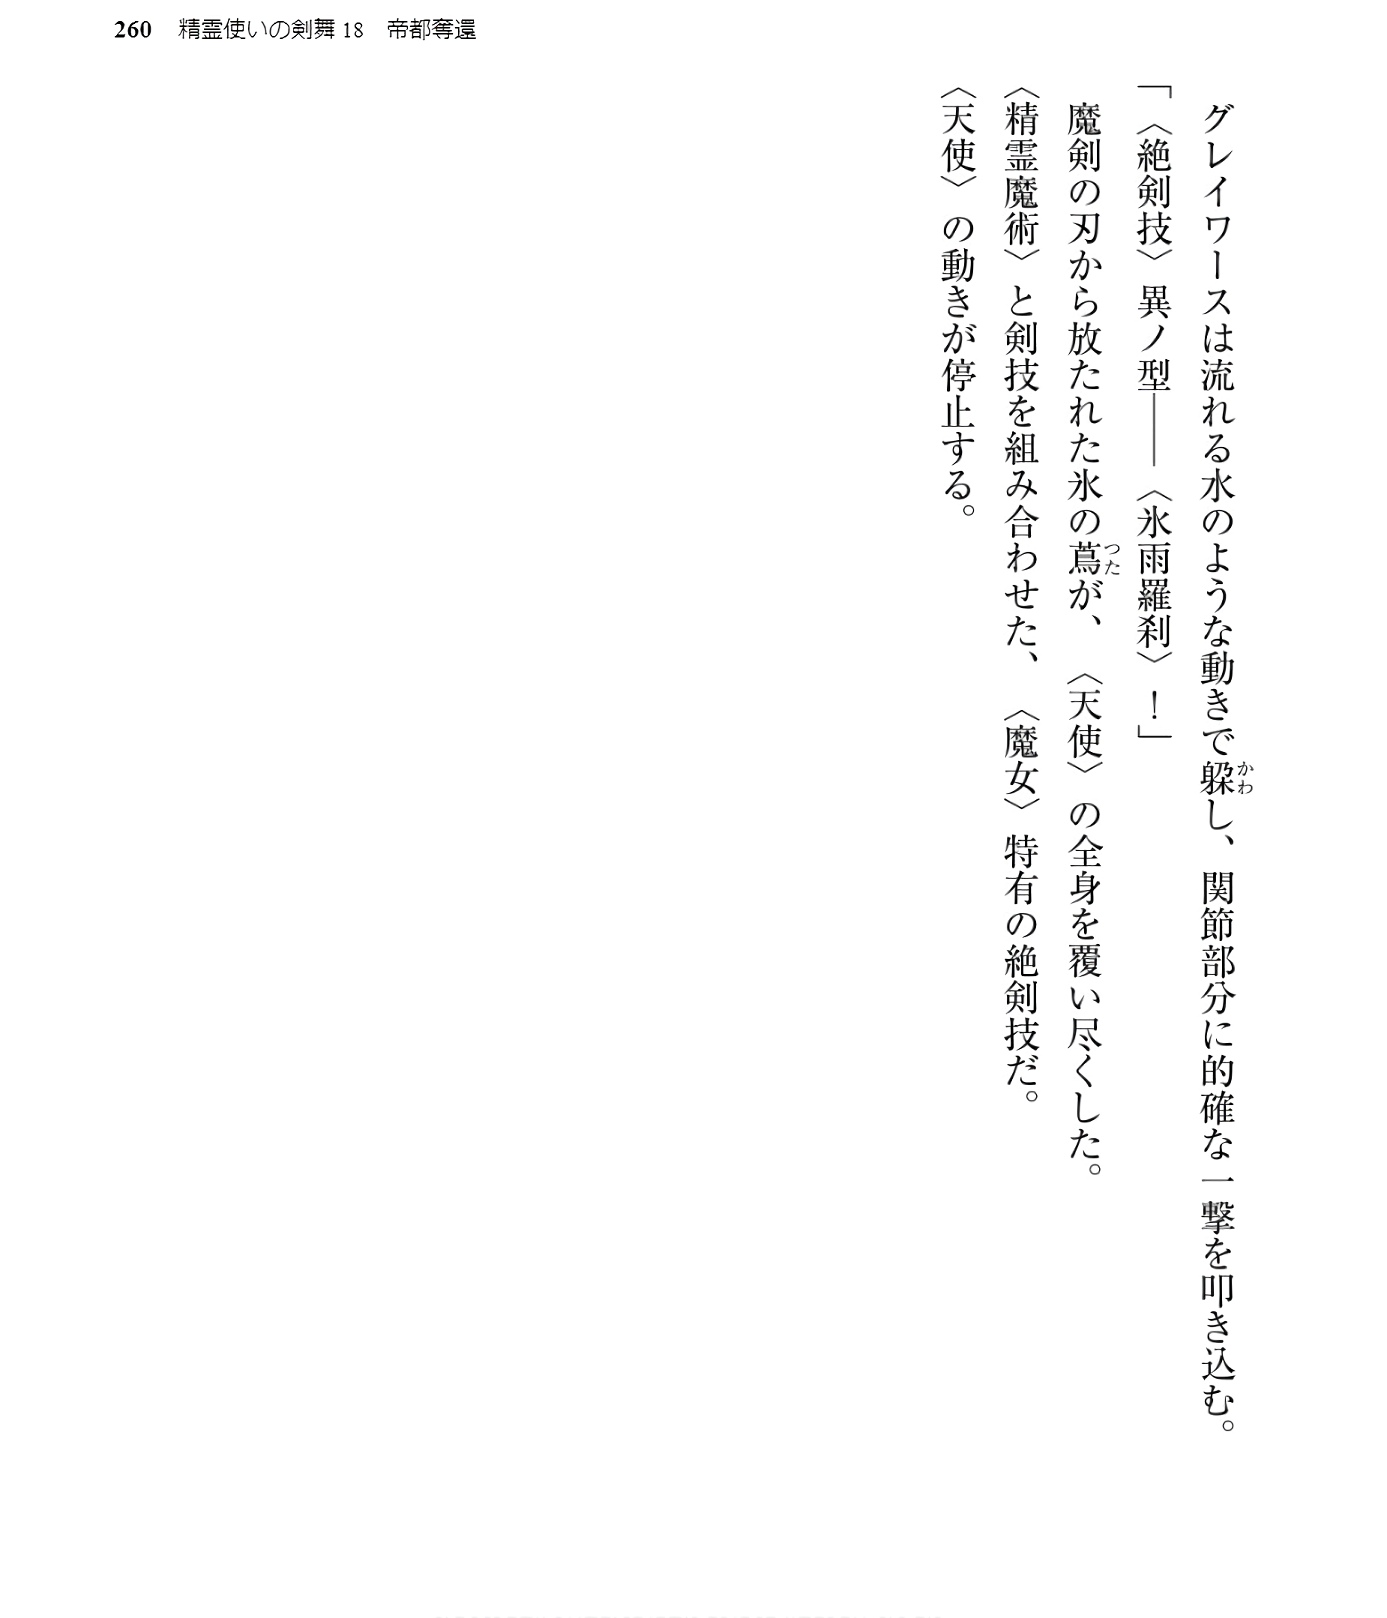 260 精霊使いの剣舞 18 帝都奪還
グレイワースは流れる水のような動きで躱し、関節部分に的確な一撃を叩き込む。
「〈絶剣技〉異ノ型――〈氷雨羅刹〉！」
魔剣の刃から放たれた氷の蔦が、〈天使〉の全身を覆い尽くした。
〈精霊魔術〉と剣技を組み合わせた、〈魔女〉特有の絶剣技だ。
〈天使〉の動きが停止する。